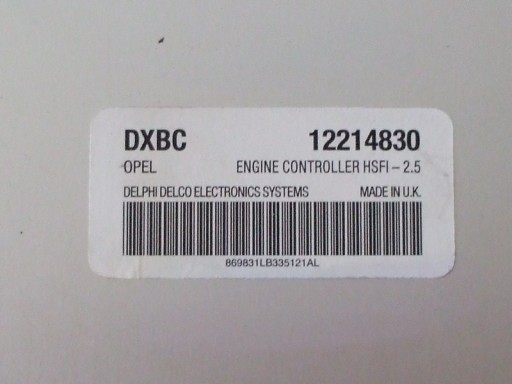 DXBC 12214830
OPEL ENGINE CONTROLLER HSFI – 2.5
DELPHI DELCO ELECTRONICS SYSTEMS MADE IN U.K.
869831LB335121AL